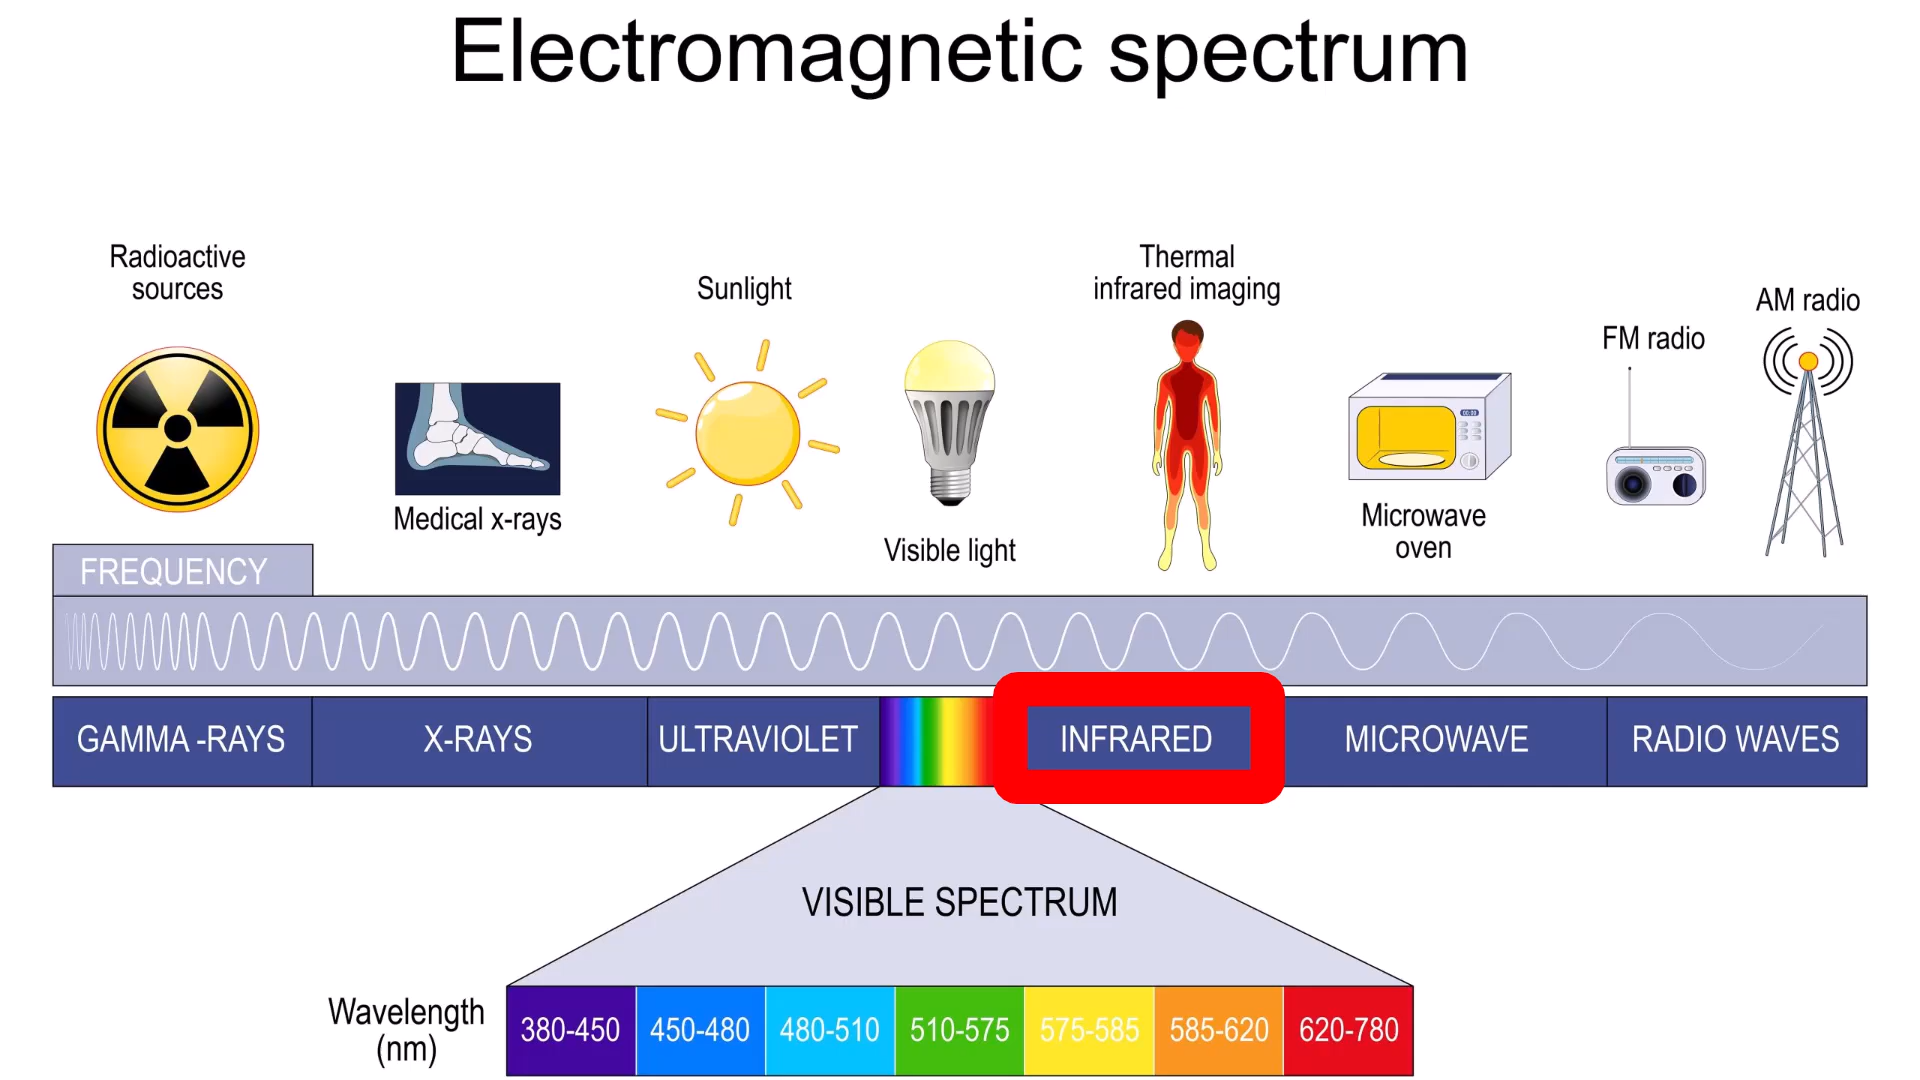 Electromagnetic spectrum
Radioactive
sources
Medical x-rays
Sunlight
Visible light
Thermal
infrared imaging
Microwave
oven
FM radio
AM radio
FREQUENCY
GAMMA -RAYS
X-RAYS
ULTRAVIOLET
INFRARED
MICROWAVE
RADIO WAVES
VISIBLE SPECTRUM
Wavelength
(nm)
380-450
450-480
480-510
510-575
575-585
585-620
620-780